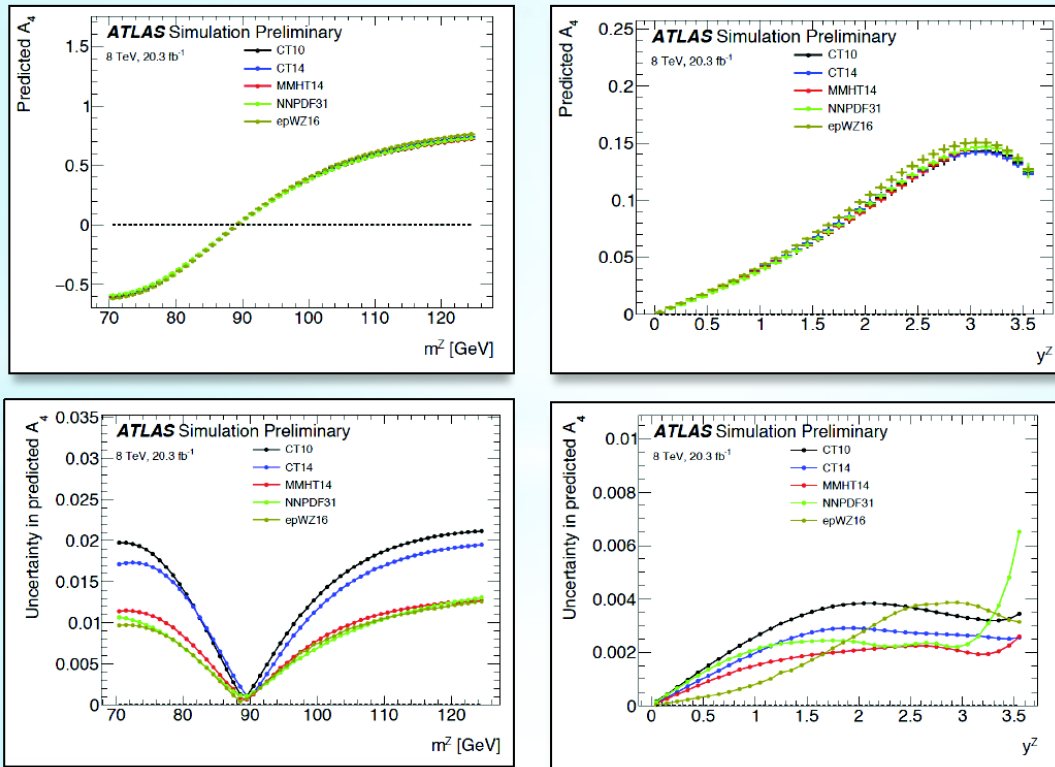 ATLAS Simulation Preliminary
8 TeV, 20.3 fb⁻¹
CT10
CT14
MMHT14
NNPDF31
epWZ16
Predicted A₄
1.5
1
0.5
0
−0.5
70 80 90 100 110 120
m^Z [GeV]
ATLAS Simulation Preliminary
8 TeV, 20.3 fb⁻¹
CT10
CT14
MMHT14
NNPDF31
epWZ16
Predicted A₄
0.25
0.2
0.15
0.1
0.05
0
0 0.5 1 1.5 2 2.5 3 3.5
y^Z
ATLAS Simulation Preliminary
8 TeV, 20.3 fb⁻¹
CT10
CT14
MMHT14
NNPDF31
epWZ16
Uncertainty in predicted A₄
0.035
0.03
0.025
0.02
0.015
0.01
0.005
0
70 80 90 100 110 120
m^Z [GeV]
ATLAS Simulation Preliminary
8 TeV, 20.3 fb⁻¹
CT10
CT14
MMHT14
NNPDF31
epWZ16
Uncertainty in predicted A₄
0.01
0.008
0.006
0.004
0.002
0
0 0.5 1 1.5 2 2.5 3 3.5
y^Z